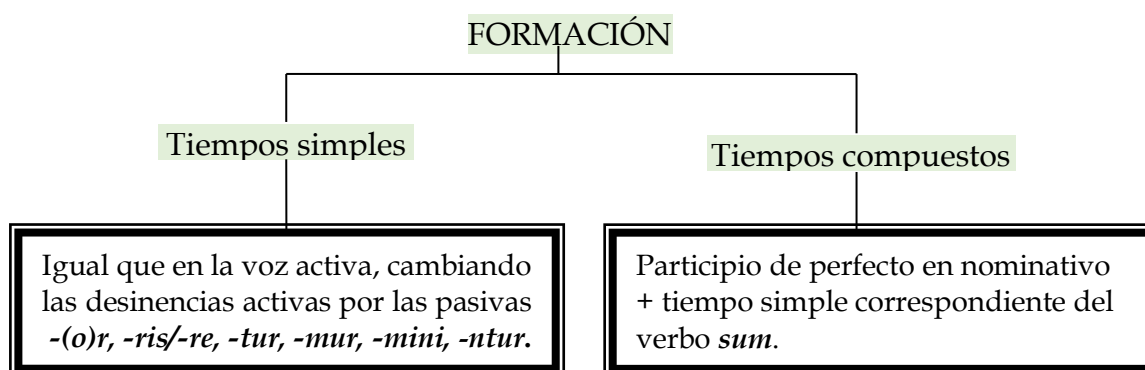 FORMACIÓN
Tiempos simples
Tiempos compuestos
Igual que en la voz activa, cambiando
las desinencias activas por las pasivas
-(o)r, -ris/-re, -tur, -mur, -mini, -ntur.
Participio de perfecto en nominativo
+ tiempo simple correspondiente del
verbo sum.